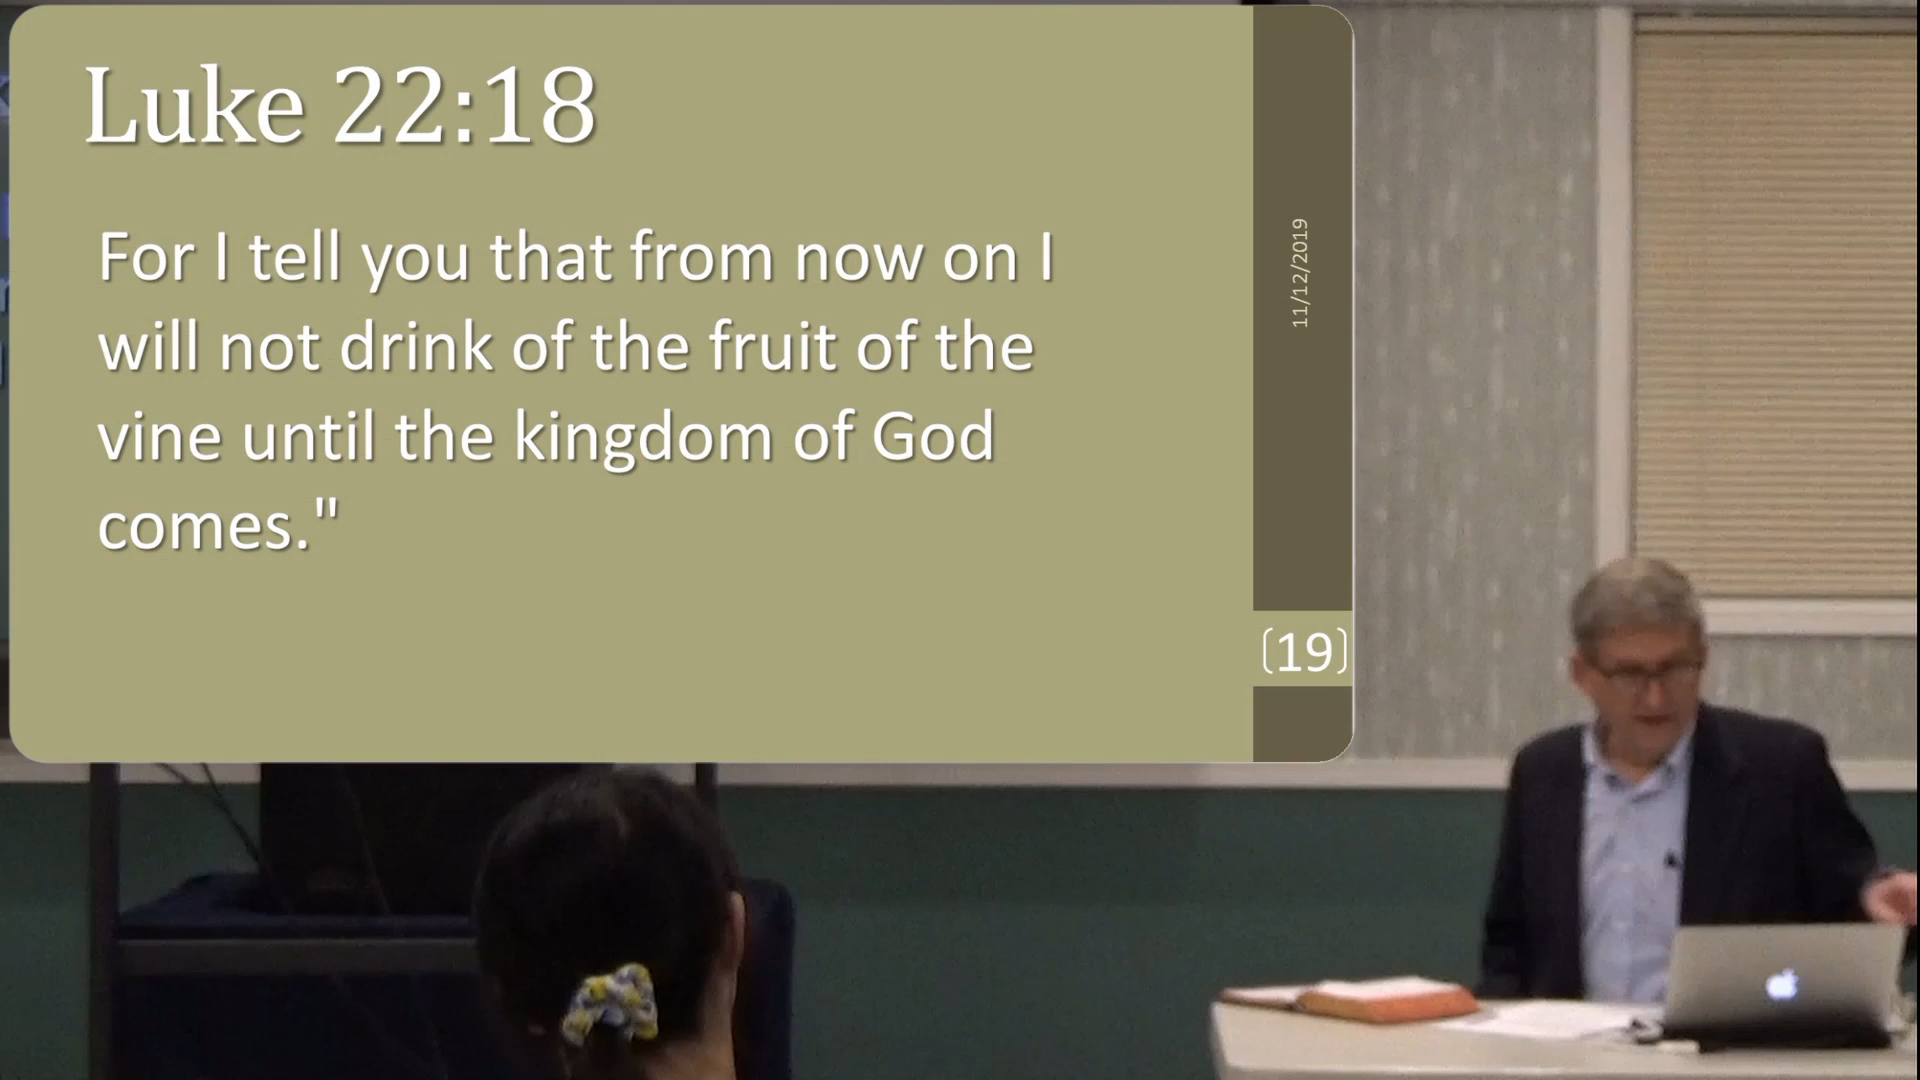 Luke 22:18
For I tell you that from now on I
will not drink of the fruit of the
vine until the kingdom of God
comes."
11/12/2019
19